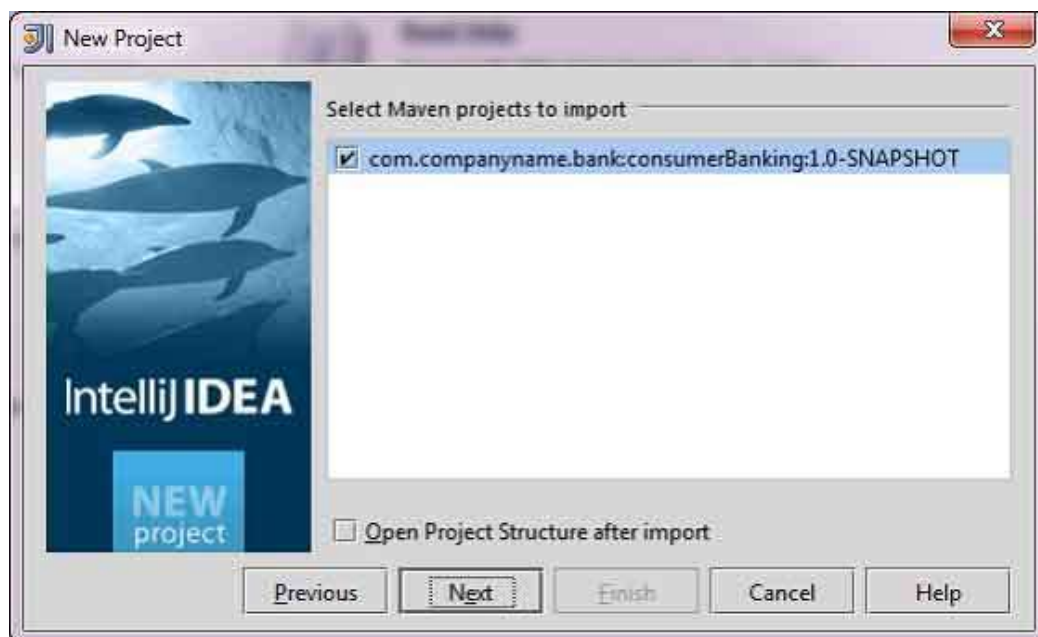 New Project
Select Maven projects to import
com.companyname.bank:consumerBanking:1.0-SNAPSHOT
IntelliJ IDEA
NEW
project
Open Project Structure after import
Previous
Next
Finish
Cancel
Help